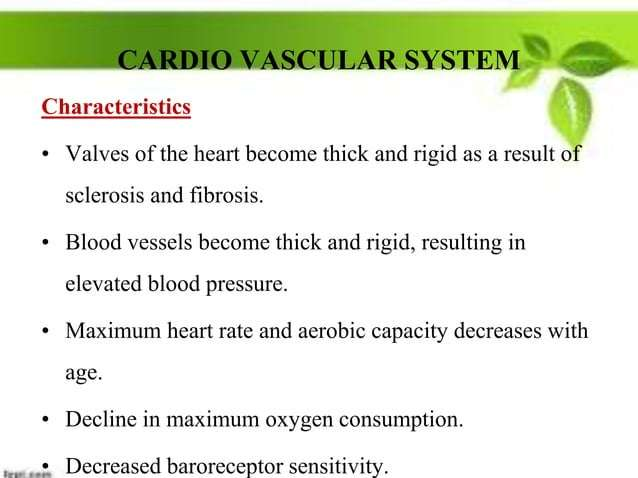 CARDIO VASCULAR SYSTEM
Characteristics
• Valves of the heart become thick and rigid as a result of
sclerosis and fibrosis.
• Blood vessels become thick and rigid, resulting in
elevated blood pressure.
• Maximum heart rate and aerobic capacity decreases with
age.
• Decline in maximum oxygen consumption.
• Decreased baroreceptor sensitivity.